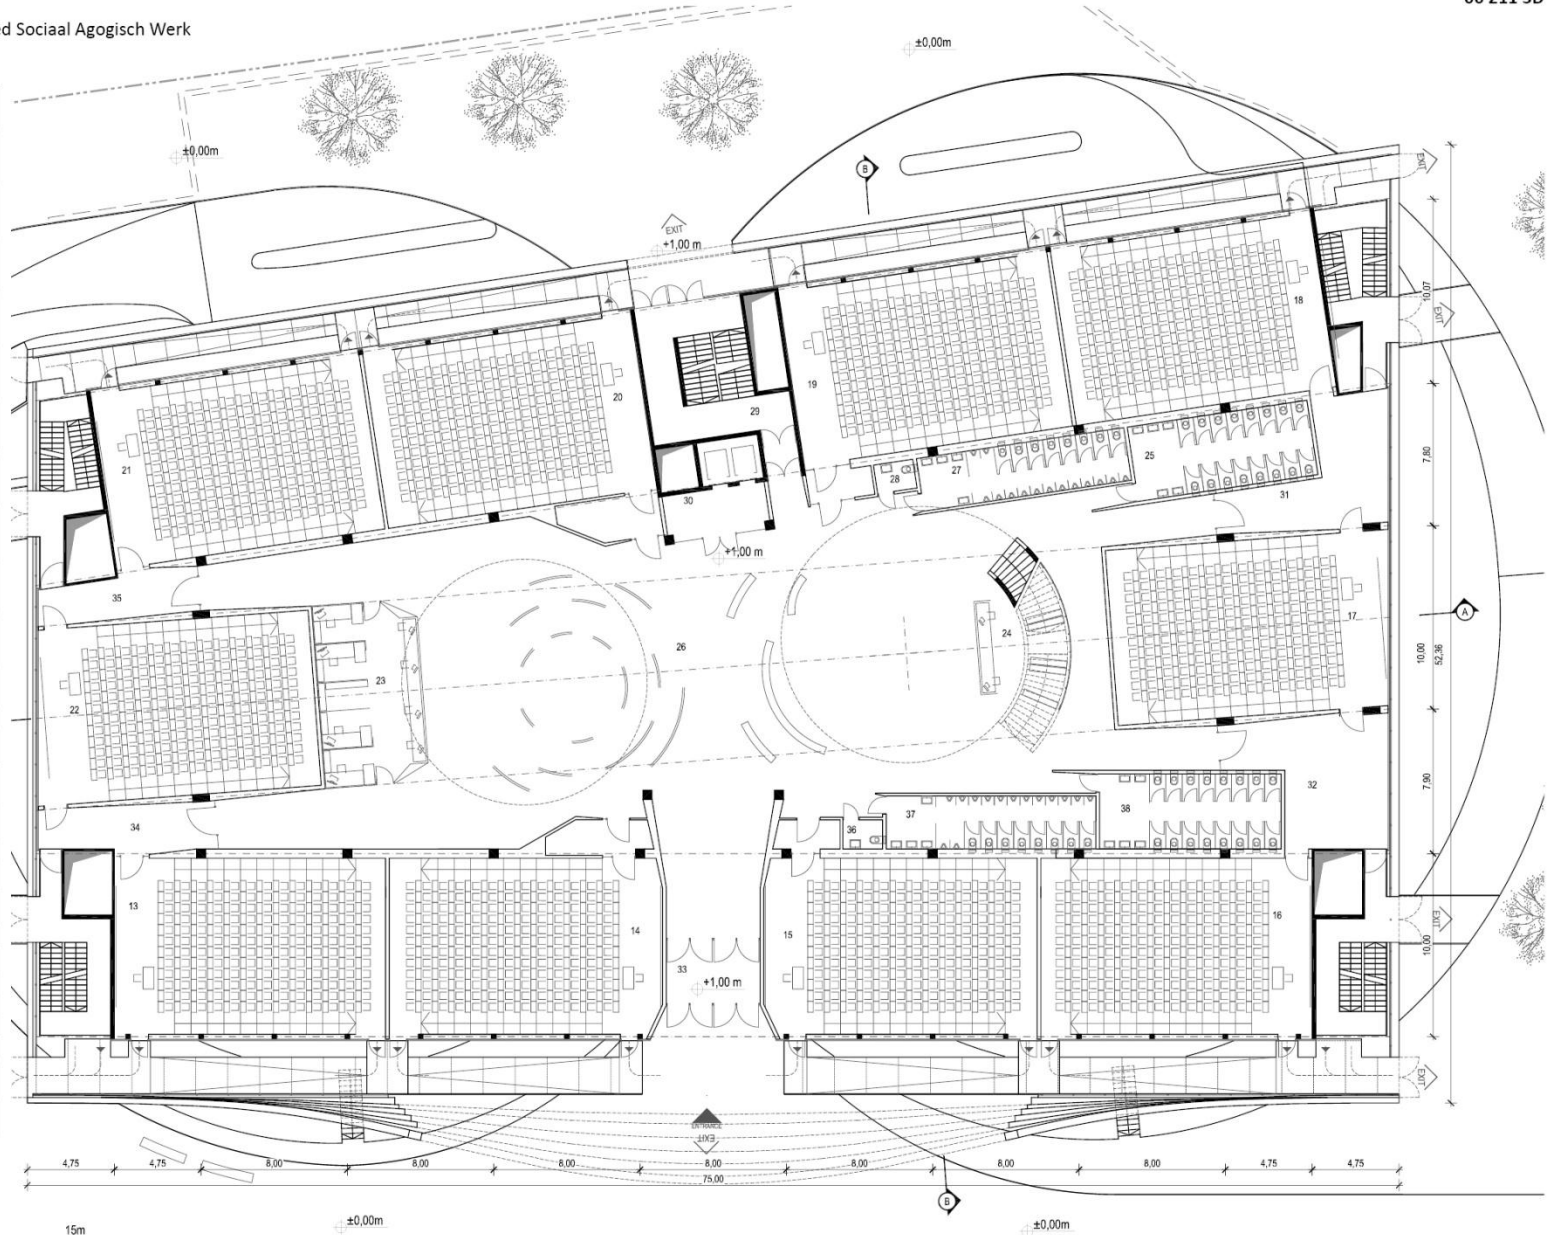 ed Sociaal Agogisch Werk
±0,00m
±0,00m
B
EXIT
EXIT
+1,00 m
18
10,07
EXIT
19
20
29
21
27
25
28
7,80
30
31
+1,00 m
35
17
A
24
26
23
22
10,00
52,36
7,90
32
34
37
38
36
13
14
15
16
EXIT
10,00
33
+1,00 m
EXIT
ENTRANCE
EXIT
4,75 4,75 8,00 8,00 8,00 8,00 8,00 8,00 8,00 4,75 4,75
75,00
B
15m
±0,00m
±0,00m